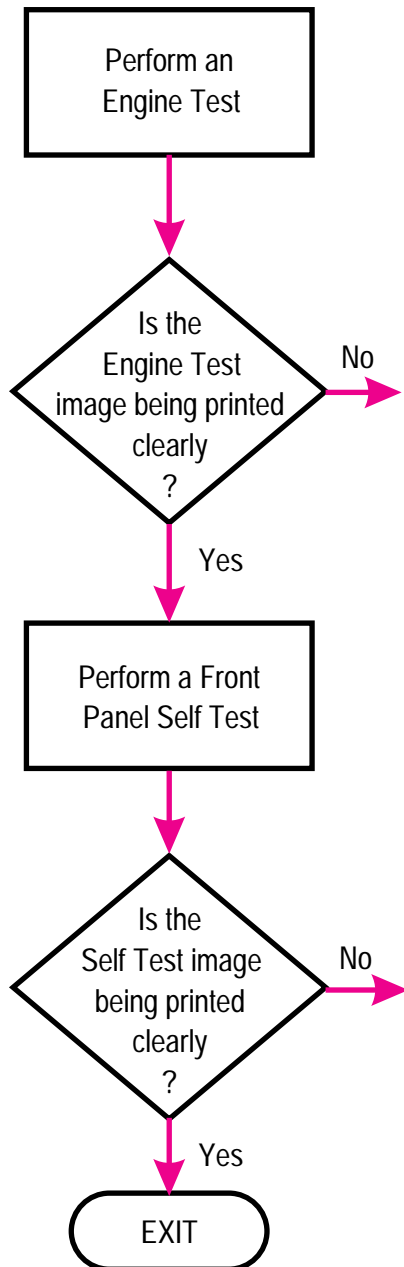 Perform an
Engine Test
Is the
Engine Test
image being printed
clearly
?
No
Yes
Perform a Front
Panel Self Test
Is the
Self Test image
being printed
clearly
?
No
Yes
EXIT